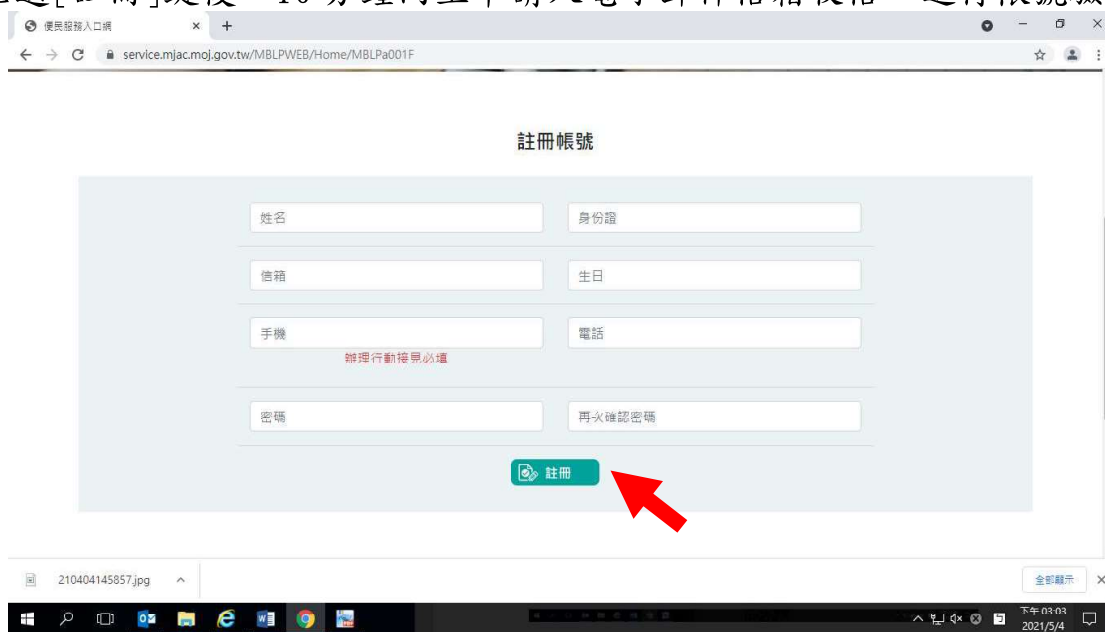 便民服務入口網
service.mjac.moj.gov.tw/MBLPWEB/Home/MBLPa001F
註冊帳號
姓名 身份證
信箱 生日
手機 電話
辦理行動接見必填
密碼 再次確認密碼
註冊
210404145857.jpg 全部顯示
下午 03:03
2021/5/4